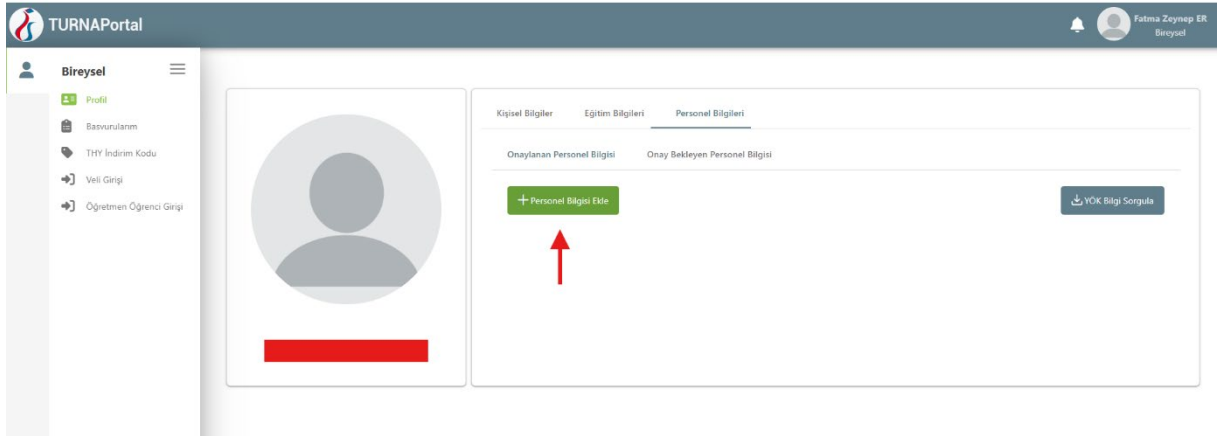 TURNAPortal
Fatma Zeynep ER
Bireysel
Bireysel
Profil
Basvurularım
THY İndirim Kodu
Veli Girişi
Öğretmen Öğrenci Girişi
Kişisel Bilgiler Eğitim Bilgileri Personel Bilgileri
Onaylanan Personel Bilgisi Onay Bekleyen Personel Bilgisi
+ Personel Bilgisi Ekle YÖK Bilgi Sorgula